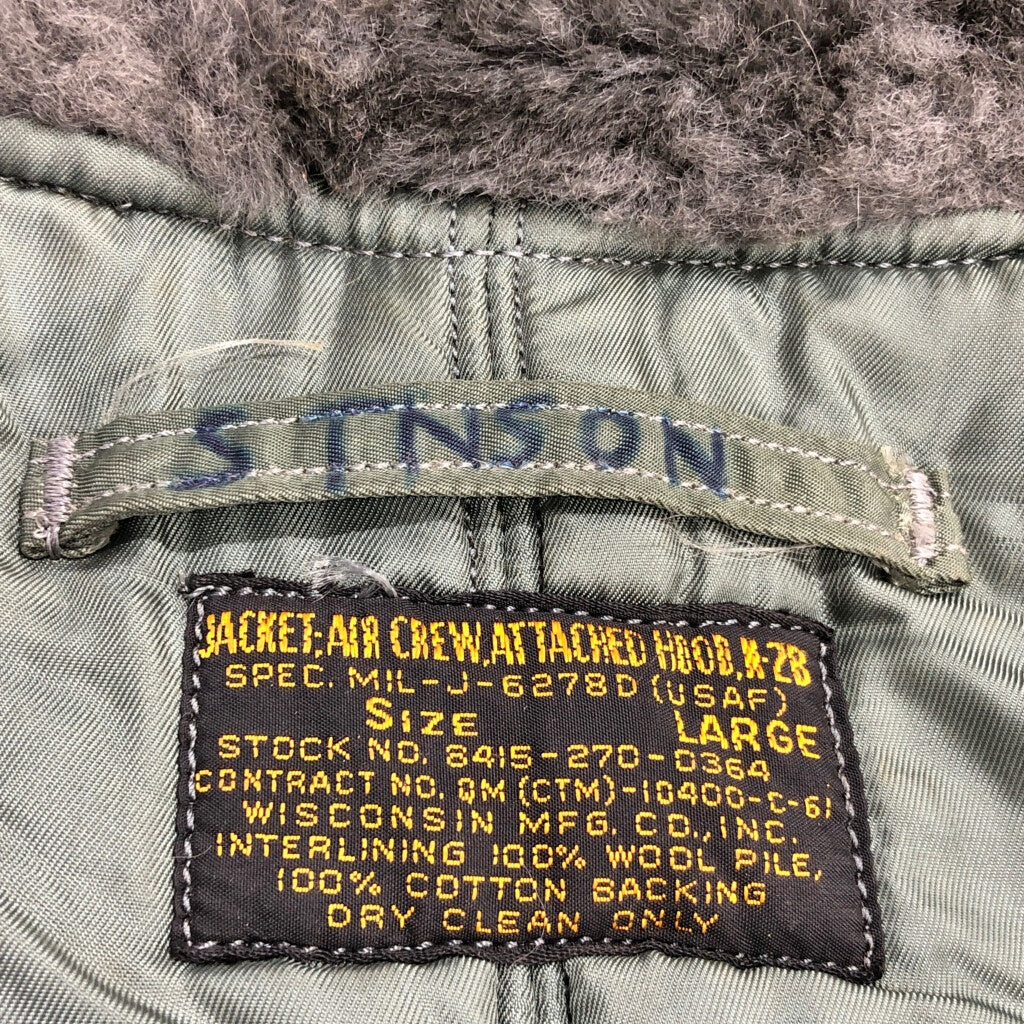 STNSON
JACKET, AIR CREW, ATTACHED HOOD, N-2B
SPEC. MIL-J-6278D (USAF)
SIZE LARGE
STOCK NO. 8415-270-0364
CONTRACT NO. QM (CTM)-10400-C-61
WISCONSIN MFG. CO., INC.
INTERLINING 100% WOOL PILE,
100% COTTON BACKING
DRY CLEAN ONLY